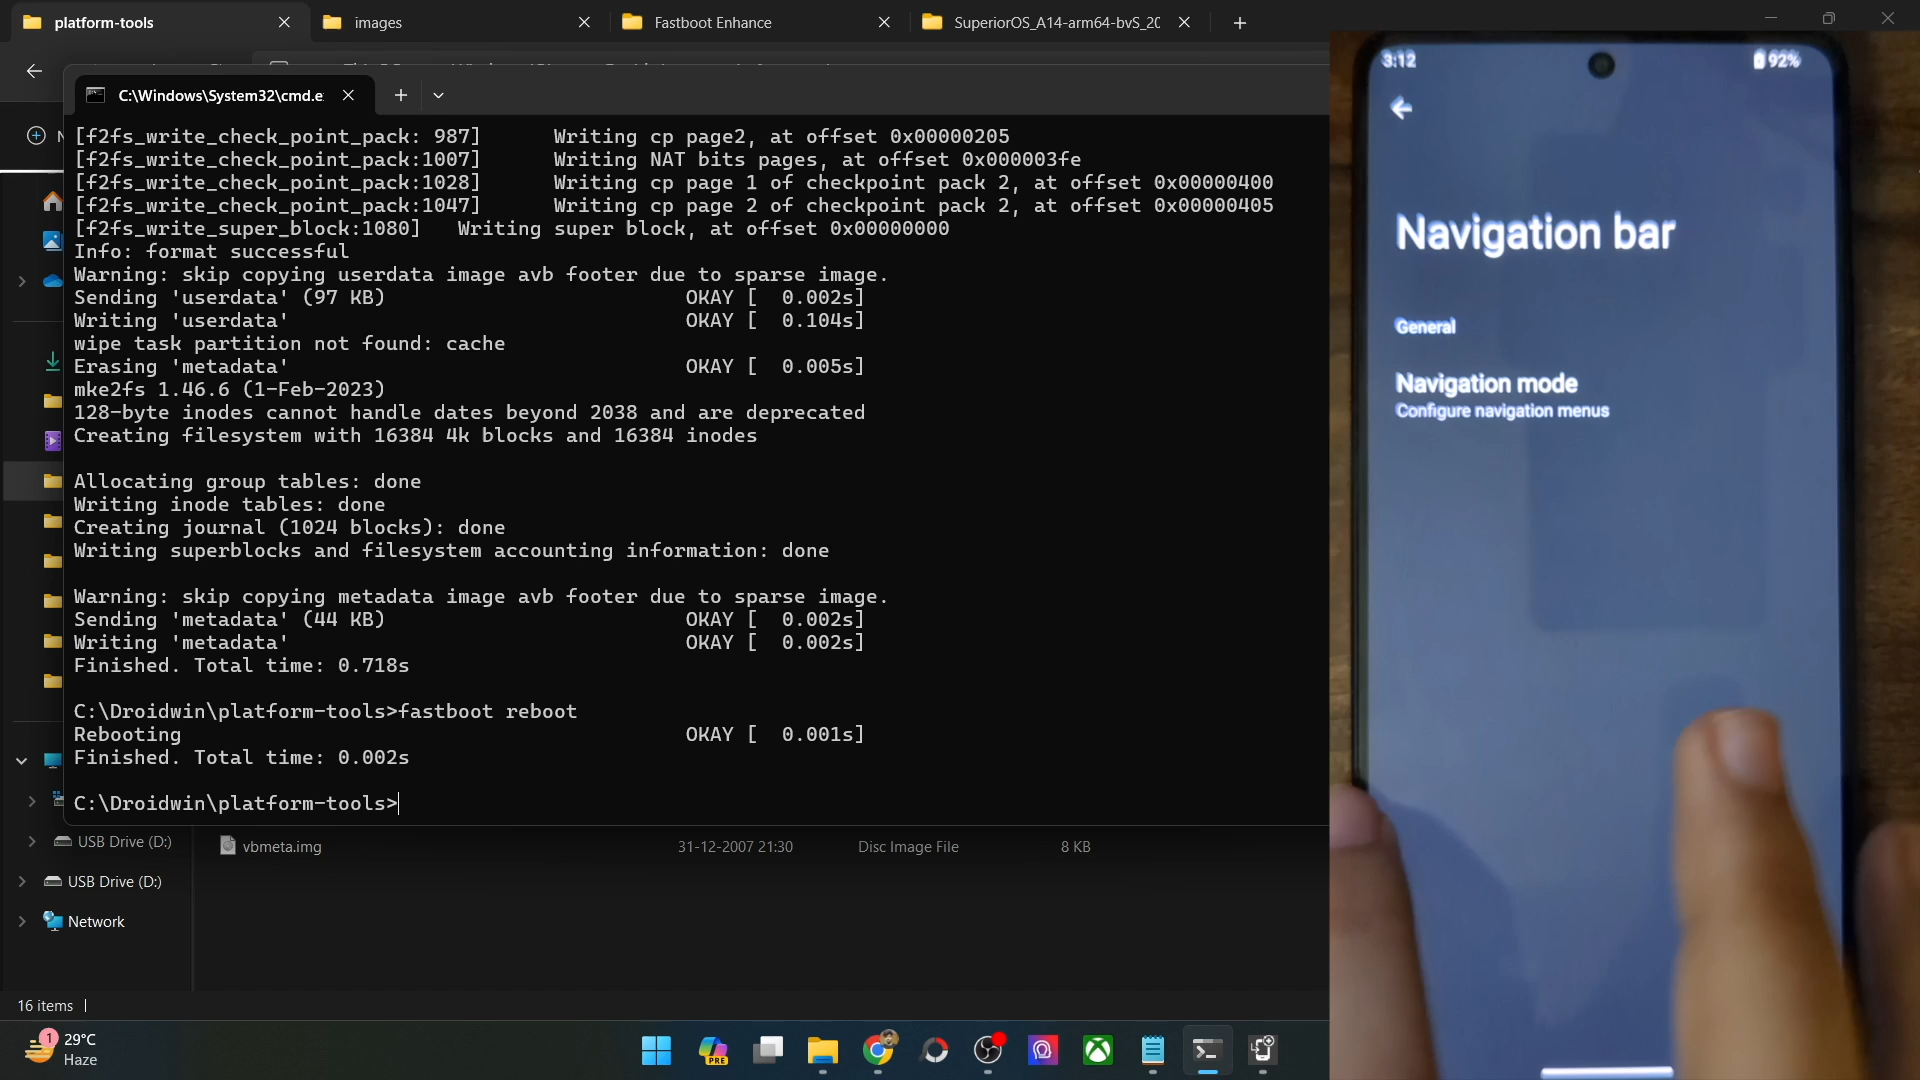 platform-tools
images
Fastboot Enhance
SuperiorOS_A14-arm64-bvS_20
C:\Windows\System32\cmd.e
[f2fs_write_check_point_pack: 987]      Writing cp page2, at offset 0x00000205
[f2fs_write_check_point_pack:1007]      Writing NAT bits pages, at offset 0x000003fe
[f2fs_write_check_point_pack:1028]      Writing cp page 1 of checkpoint pack 2, at offset 0x00000400
[f2fs_write_check_point_pack:1047]      Writing cp page 2 of checkpoint pack 2, at offset 0x00000405
[f2fs_write_super_block:1080]   Writing super block, at offset 0x00000000
Info: format successful
Warning: skip copying userdata image avb footer due to sparse image.
Sending 'userdata' (97 KB)                         OKAY [  0.002s]
Writing 'userdata'                                 OKAY [  0.104s]
wipe task partition not found: cache
Erasing 'metadata'                                 OKAY [  0.005s]
mke2fs 1.46.6 (1-Feb-2023)
128-byte inodes cannot handle dates beyond 2038 and are deprecated
Creating filesystem with 16384 4k blocks and 16384 inodes
Allocating group tables: done
Writing inode tables: done
Creating journal (1024 blocks): done
Writing superblocks and filesystem accounting information: done
Warning: skip copying metadata image avb footer due to sparse image.
Sending 'metadata' (44 KB)                         OKAY [  0.002s]
Writing 'metadata'                                 OKAY [  0.002s]
Finished. Total time: 0.718s
C:\Droidwin\platform-tools>fastboot reboot
Rebooting                                          OKAY [  0.001s]
Finished. Total time: 0.002s
C:\Droidwin\platform-tools>
USB Drive (D:)
vbmeta.img 31-12-2007 21:30 Disc Image File 8 KB
USB Drive (D:)
Network
16 items
1
29°C
Haze
PRE
3:12
92%
Navigation bar
General
Navigation mode
Configure navigation menus